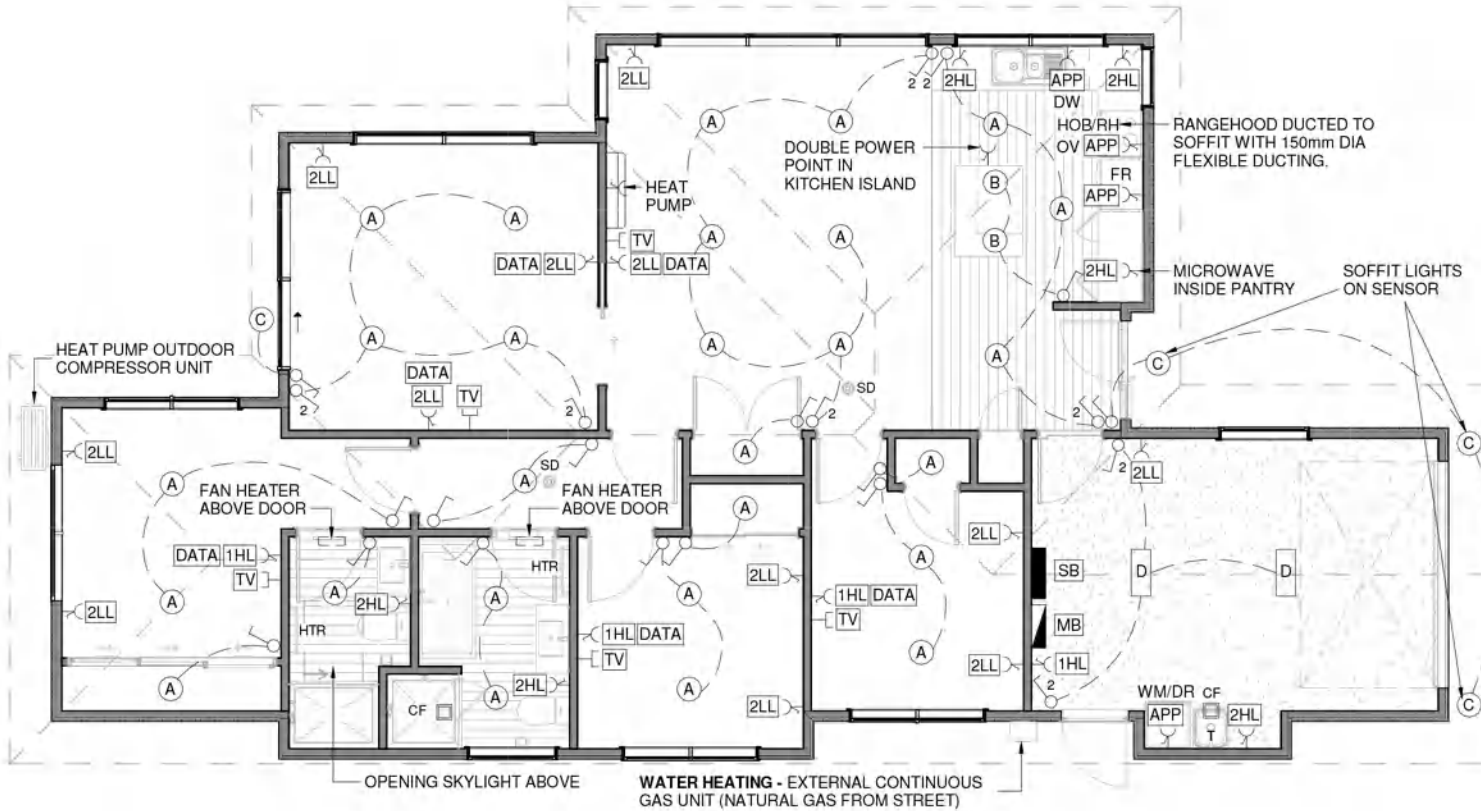 2LL
2
2
2HL
APP
2HL
DW
A
A
A
HOB/RH
RANGEHOOD DUCTED TO
SOFFIT WITH 150mm DIA
FLEXIBLE DUCTING.
OV APP
DOUBLE POWER
POINT IN
KITCHEN ISLAND
2LL
HEAT
PUMP
B
FR
APP
A
A
A
A
A
B
TV
DATA 2LL
2LL DATA
2HL
MICROWAVE
INSIDE PANTRY
SOFFIT LIGHTS
ON SENSOR
C
A
A
A
A
A
C
HEAT PUMP OUTDOOR
COMPRESSOR UNIT
DATA
2LL
TV
2
2
SD
2
2
C
2LL
A
FAN HEATER
ABOVE DOOR
A
SD
FAN HEATER
ABOVE DOOR
A
A
2
2LL
A
DATA 1HL
TV
HTR
A
2HL
HTR
A
2LL
2LL
A
SB
D
D
2LL
A
HTR
A
1HL DATA
TV
1HL DATA
TV
MB
A
2HL
A
CF
A
2LL
A
2LL
1HL
2
WM/DR
APP
CF
T
2HL
C
OPENING SKYLIGHT ABOVE
WATER HEATING - EXTERNAL CONTINUOUS
GAS UNIT (NATURAL GAS FROM STREET)